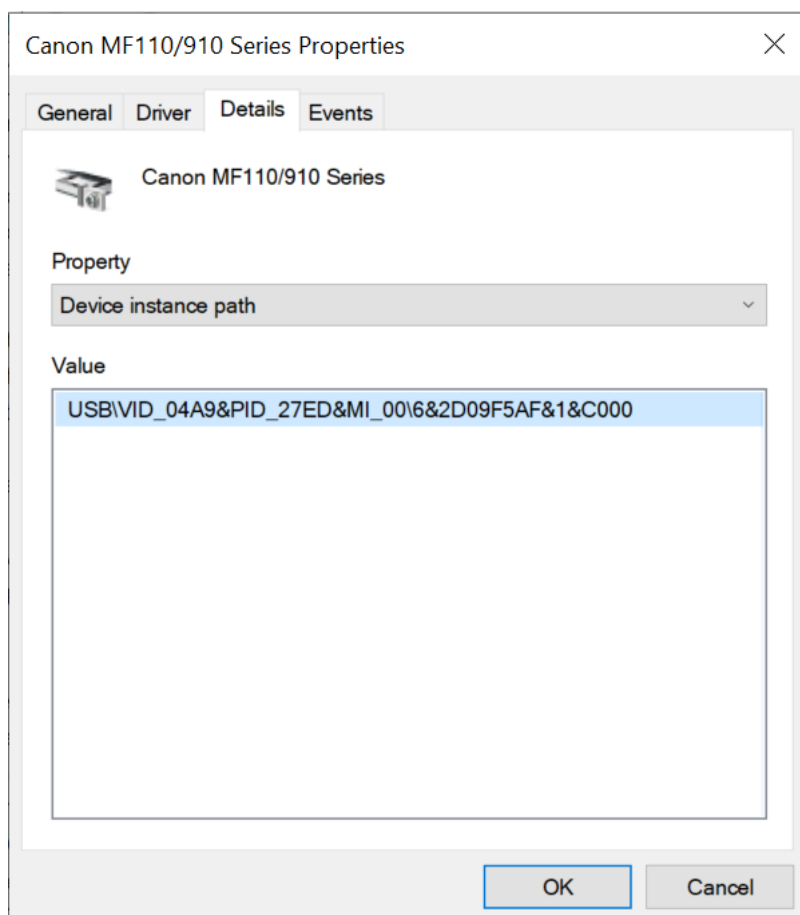 Canon MF110/910 Series Properties
General Driver Details Events
Canon MF110/910 Series
Property
Device instance path
Value
USB\VID_04A9&PID_27ED&MI_00\6&2D09F5AF&1&C000
OK Cancel